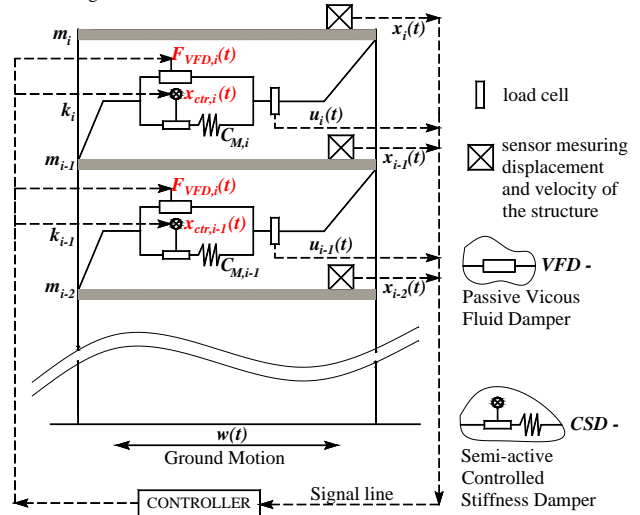 m_i
x_i(t)
F_VFD,i(t)
k_i
x_ctr,i(t)
u_i(t)
C_M,i
load cell
m_i-1
x_i-1(t)
sensor mesuring
displacement
and velocity of
the structure
F_VFD,i(t)
k_i-1
x_ctr,i-1(t)
u_i-1(t)
C_M,i-1
m_i-2
x_i-2(t)
VFD -
Passive Vicous
Fluid Damper
w(t)
Ground Motion
CSD -
Semi-active
Controlled
Stiffness Damper
CONTROLLER
Signal line